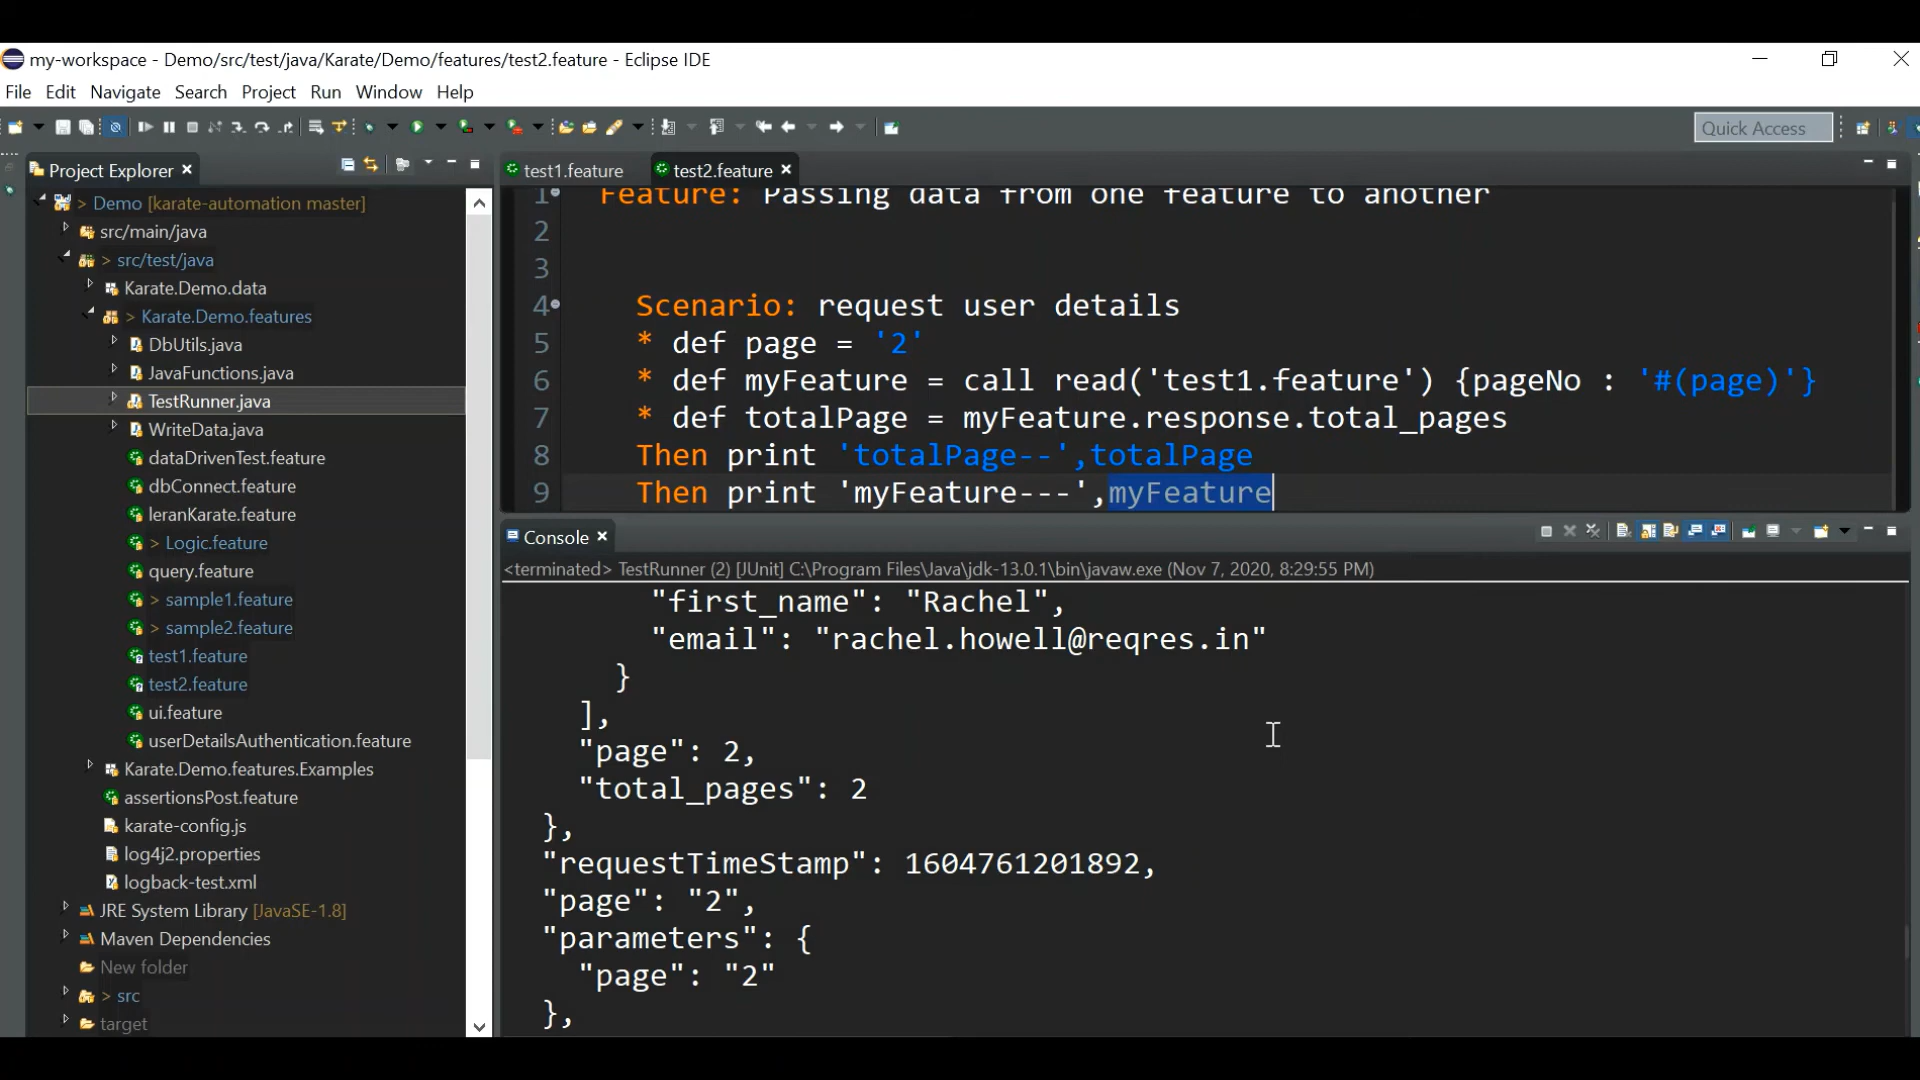 my-workspace - Demo/src/test/java/Karate/Demo/features/test2.feature - Eclipse IDE
File Edit Navigate Search Project Run Window Help
Quick Access
Project Explorer
> Demo [karate-automation master]
src/main/java
> src/test/java
Karate.Demo.data
> Karate.Demo.features
DbUtils.java
JavaFunctions.java
TestRunner.java
WriteData.java
dataDrivenTest.feature
dbConnect.feature
leranKarate.feature
> Logic.feature
query.feature
> sample1.feature
> sample2.feature
test1.feature
test2.feature
ui.feature
userDetailsAuthentication.feature
Karate.Demo.features.Examples
assertionsPost.feature
karate-config.js
log4j2.properties
logback-test.xml
JRE System Library [JavaSE-1.8]
Maven Dependencies
New folder
> src
target
test1.feature test2.feature
1 Feature: Passing data from one feature to another
2
3
4 Scenario: request user details
5 * def page = '2'
6 * def myFeature = call read('test1.feature') {pageNo : '#(page)'}
7 * def totalPage = myFeature.response.total_pages
8 Then print 'totalPage--',totalPage
9 Then print 'myFeature---',myFeature
Console
<terminated> TestRunner (2) [JUnit] C:\Program Files\Java\jdk-13.0.1\bin\javaw.exe (Nov 7, 2020, 8:29:55 PM)
"first_name": "Rachel",
"email": "rachel.howell@reqres.in"
}
],
"page": 2,
"total_pages": 2
},
"requestTimeStamp": 1604761201892,
"page": "2",
"parameters": {
"page": "2"
},